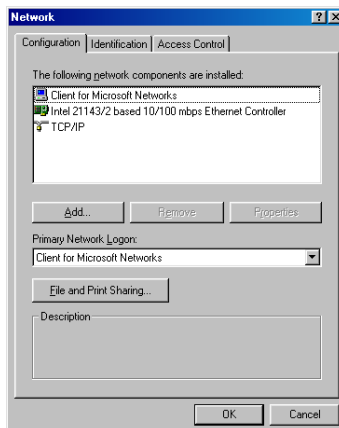 Network
Configuration Identification Access Control
The following network components are installed:
Client for Microsoft Networks
Intel 21143/2 based 10/100 mbps Ethernet Controller
TCP/IP
Add... Remove Properties
Primary Network Logon:
Client for Microsoft Networks
File and Print Sharing...
Description
OK Cancel